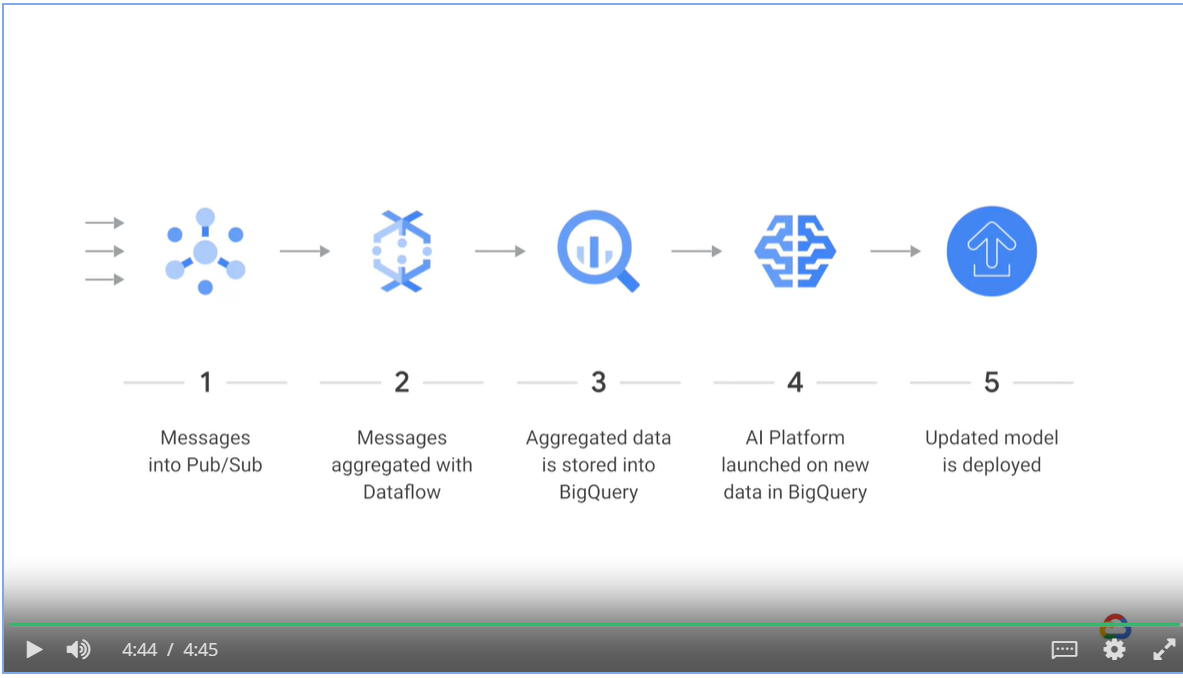 1
Messages
into Pub/Sub
2
Messages
aggregated with
Dataflow
3
Aggregated data
is stored into
BigQuery
4
AI Platform
launched on new
data in BigQuery
5
Updated model
is deployed
4:44 / 4:45